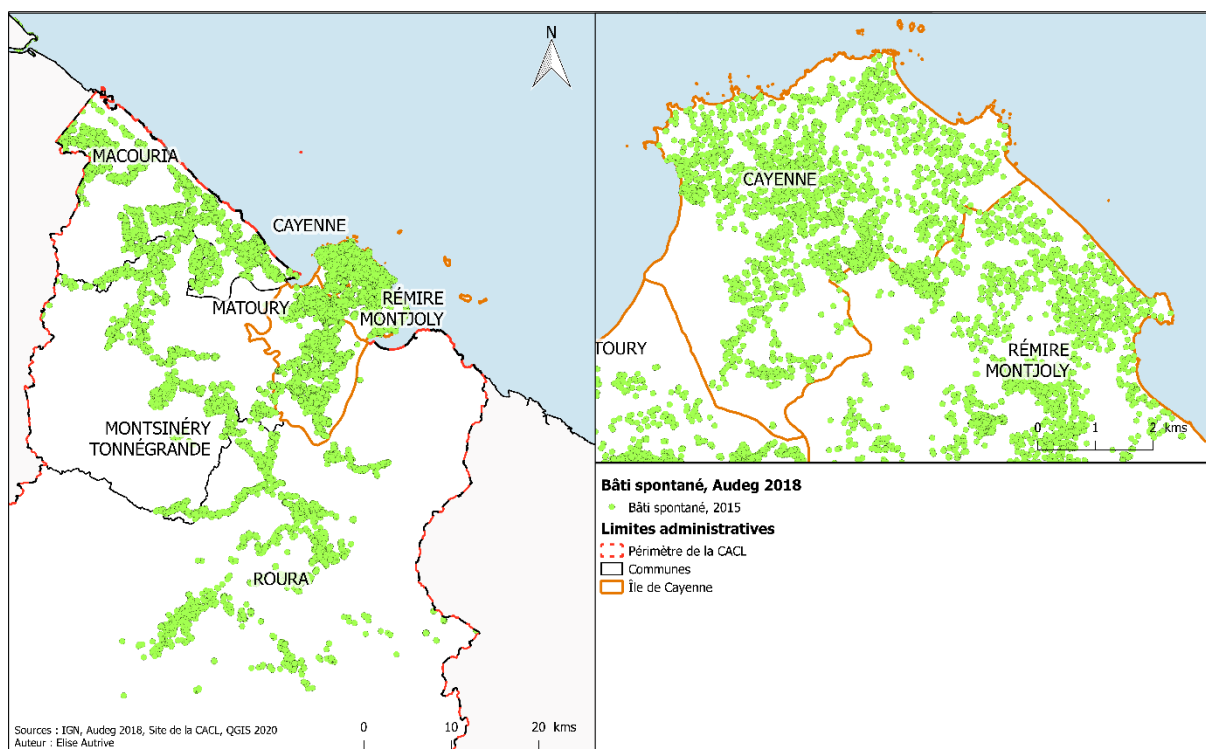 N
MACOURIA
CAYENNE
MATOURY
RÉMIRE
MONTJOLY
MONTSINÉRY
TONNÉGRANDE
ROURA
Sources : IGN, Audeg 2018, Site de la CACL, QGIS 2020
Auteur : Elise Autrive
0 10 20 kms
CAYENNE
TOURY
RÉMIRE
MONTJOLY
0 1 2 kms
Bâti spontané, Audeg 2018
Bâti spontané, 2015
Limites administratives
Périmètre de la CACL
Communes
Île de Cayenne